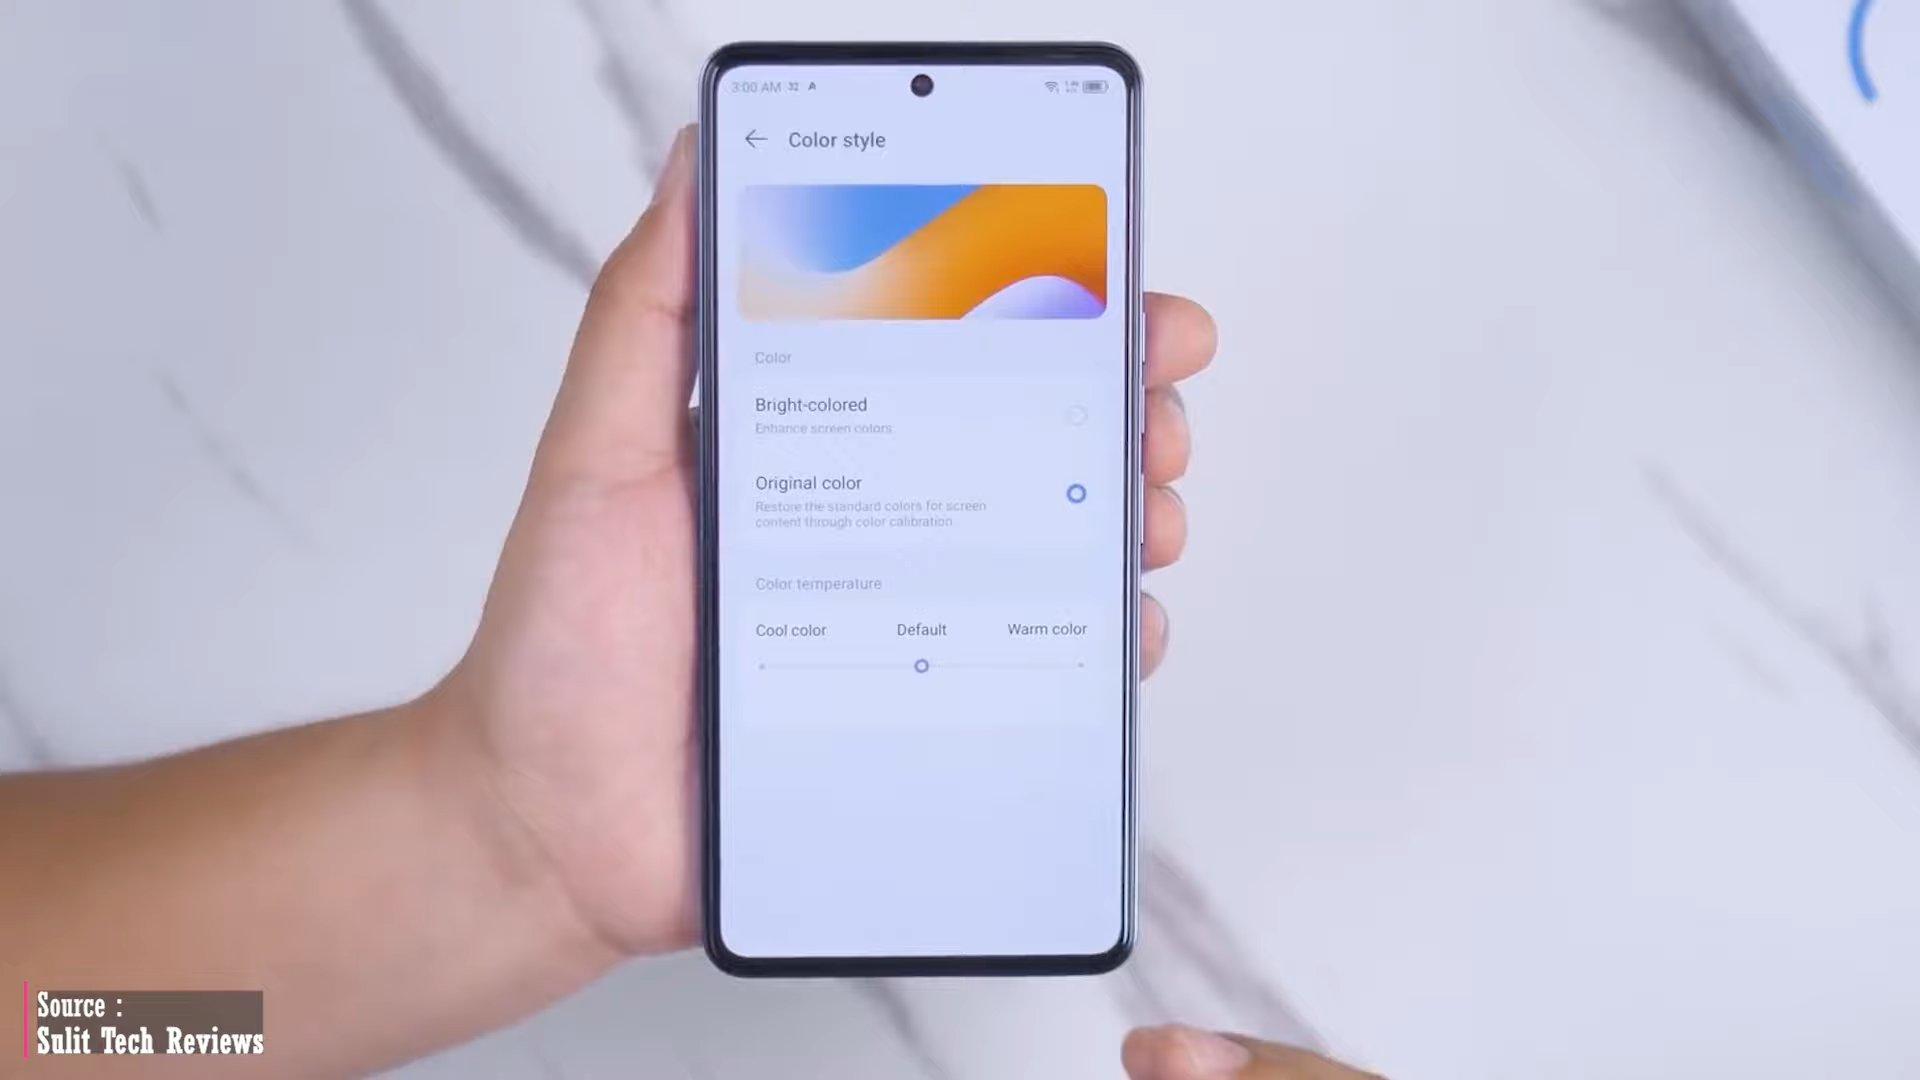 3:00 AM 32 A
Color style
Color
Bright-colored
Enhance screen colors
Original color
Restore the standard colors for screen
content through color calibration
Color temperature
Cool color Default Warm color
Source :
Sulit Tech Reviews